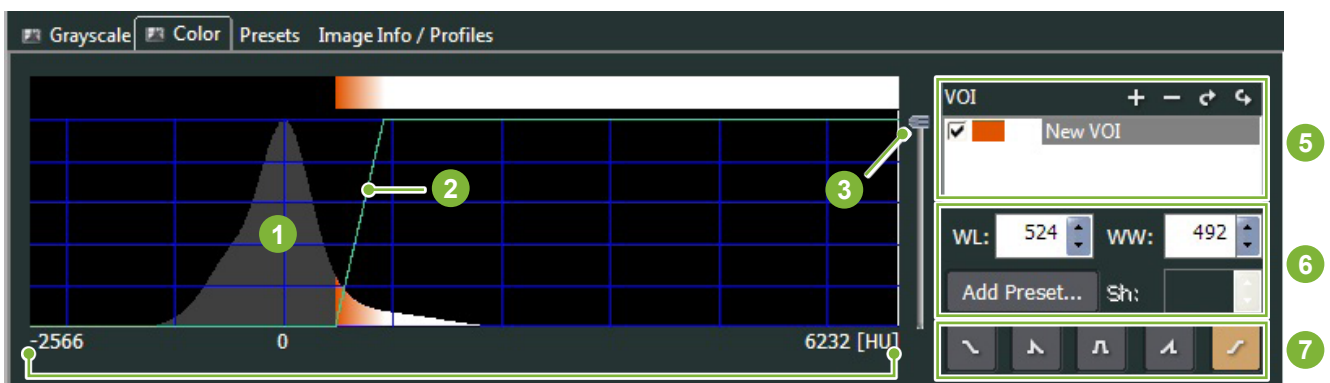 Grayscale Color Presets Image Info / Profiles
VOI
New VOI
1
2
3
5
WL: 524 WW: 492
Add Preset... Sh:
6
-2566 0 6232 [HU]
7